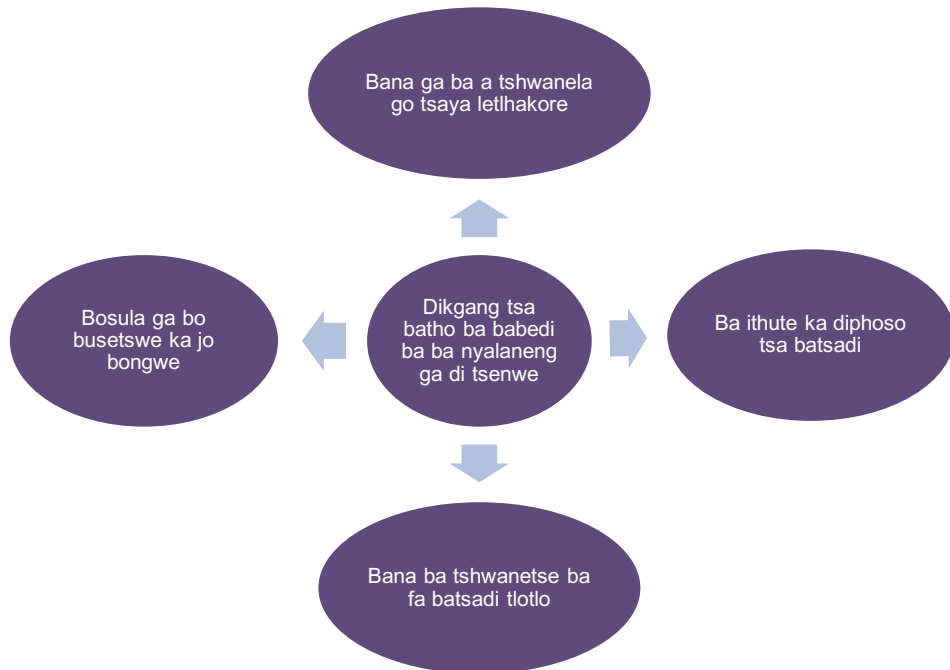 Bana ga ba a tshwanela
go tsaya letlhakore
Bosula ga bo
busetswe ka jo
bongwe
Dikgang tsa
batho ba babedi
ba ba nyalaneng
ga di tsenwe
Ba ithute ka diphoso
tsa batsadi
Bana ba tshwanetse ba
fa batsadi tlotlo